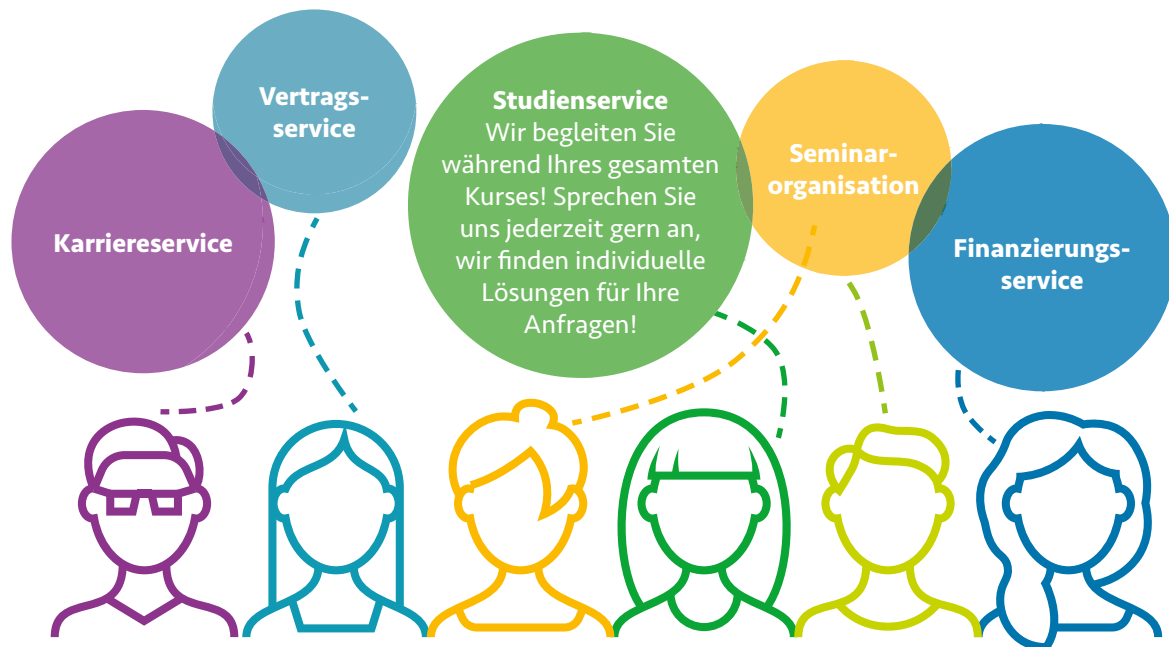 Karriereservice
Vertrags-
service
Studienservice
Wir begleiten Sie
während Ihres gesamten
Kurses! Sprechen Sie
uns jederzeit gern an,
wir finden individuelle
Lösungen für Ihre
Anfragen!
Seminar-
organisation
Finanzierungs-
service